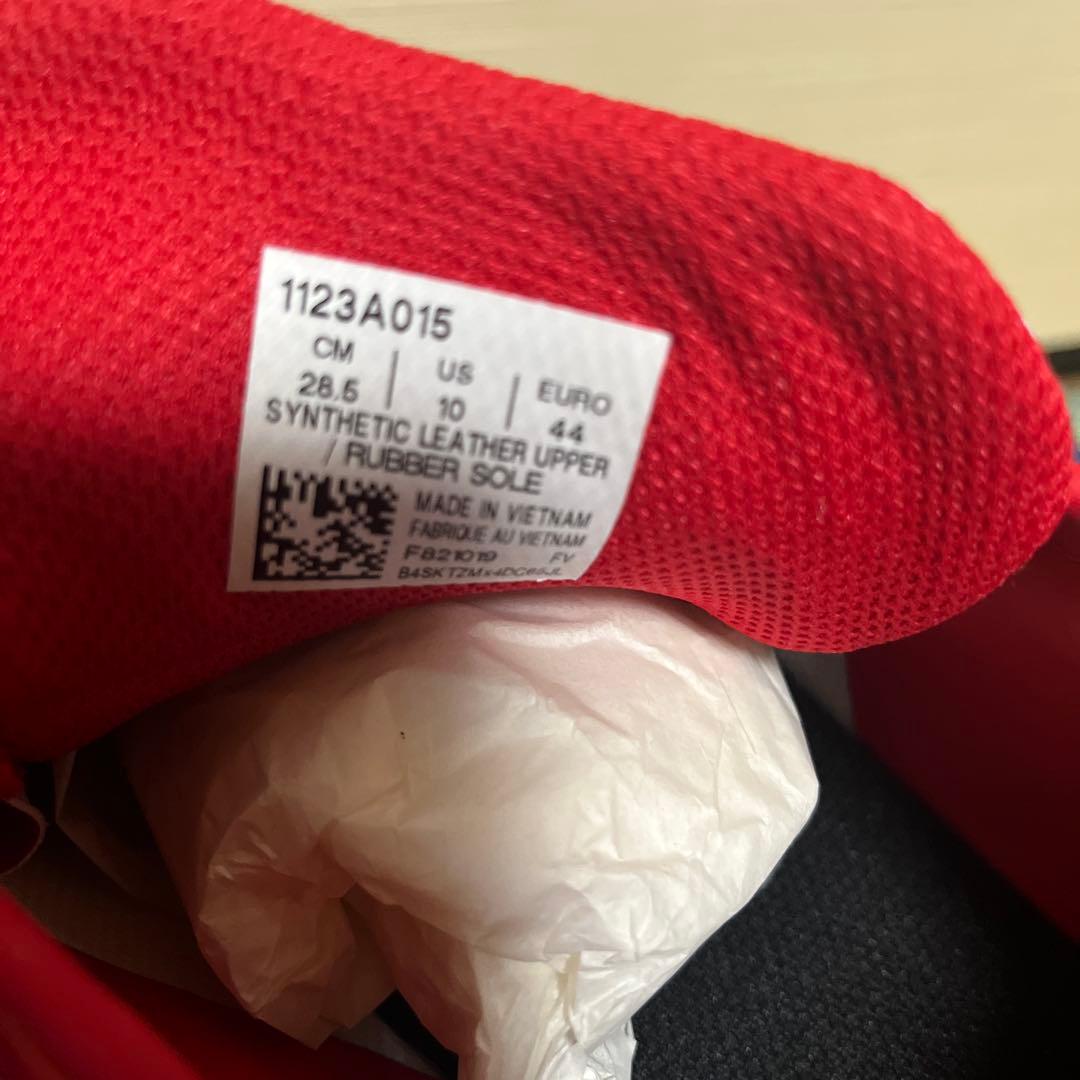 1123A015
CM | US | EURO
28.5 | 10 | 44
SYNTHETIC LEATHER UPPER
/ RUBBER SOLE
MADE IN VIETNAM
FABRIQUE AU VIETNAM
F821019 FV